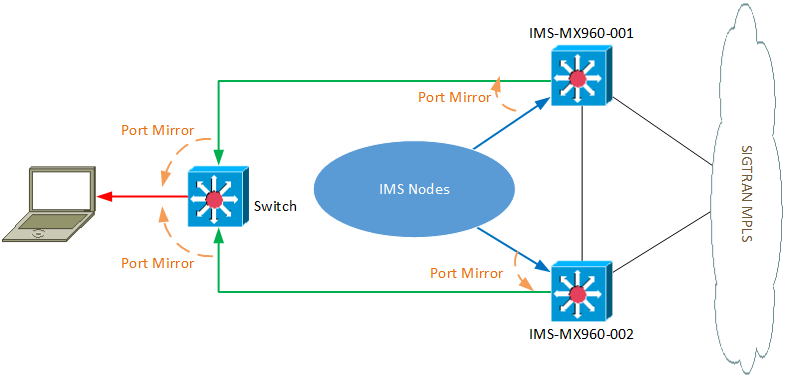 IMS-MX960-001
Port Mirror
Port Mirror
SIGTRAN MPLS
IMS Nodes
Switch
Port Mirror
Port Mirror
IMS-MX960-002